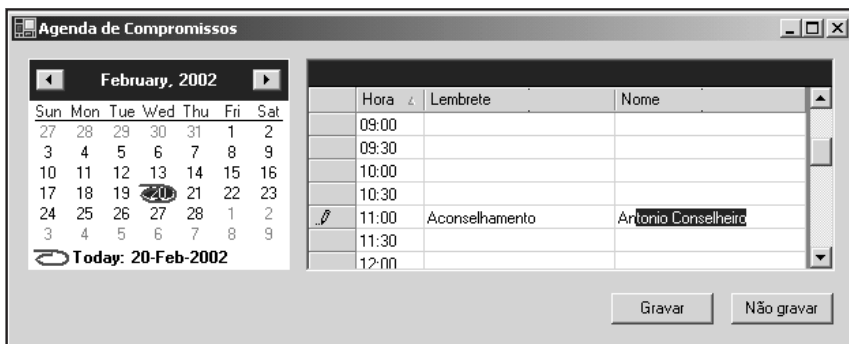 Agenda de Compromissos
February, 2002
Sun Mon Tue Wed Thu Fri Sat
27 28 29 30 31 1 2
3 4 5 6 7 8 9
10 11 12 13 14 15 16
17 18 19 20 21 22 23
24 25 26 27 28 1 2
3 4 5 6 7 8 9
Today: 20-Feb-2002
Hora Lembrete Nome
09:00
09:30
10:00
10:30
11:00 Aconselhamento Antonio Conselheiro
11:30
12:00
Gravar Não gravar